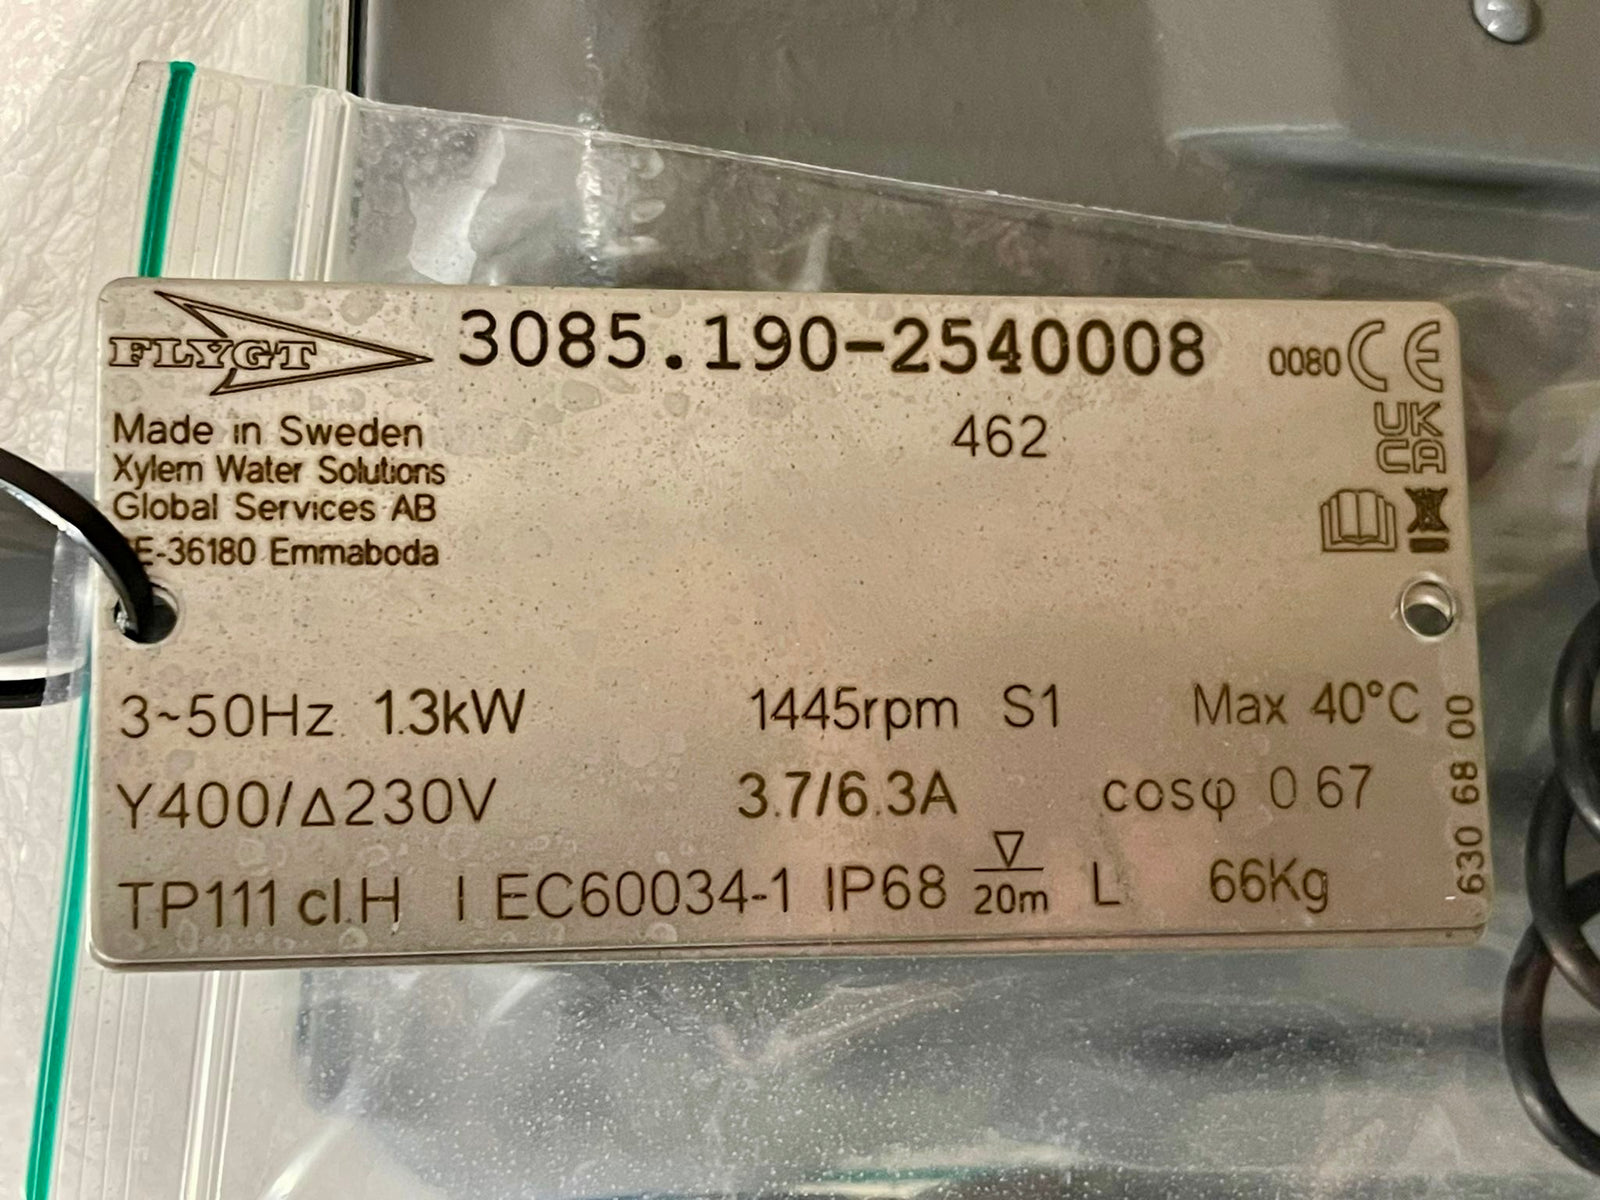 FLYGT 3085.190-2540008 0080 CE
462 UK CA
Made in Sweden
Xylem Water Solutions
Global Services AB
E-36180 Emmaboda
3~50Hz 1.3kW 1445rpm S1 Max 40°C
Y400/Δ230V 3.7/6.3A cosφ 0.67
TP111 cl.H IEC60034-1 IP68 ▽ 20m L 66Kg
630 68 00